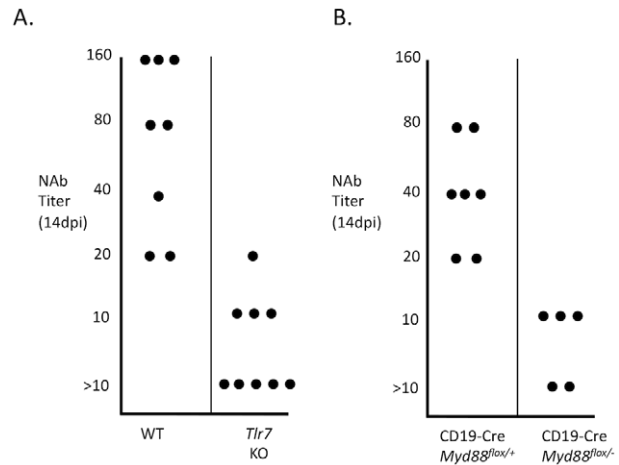 A.
160
80
NAb
Titer
(14dpi)
40
20
10
>10
WT
Tlr7
KO
B.
160
80
NAb
Titer
(14dpi)
40
20
10
>10
CD19-Cre
Myd88flox/+
CD19-Cre
Myd88flox/-